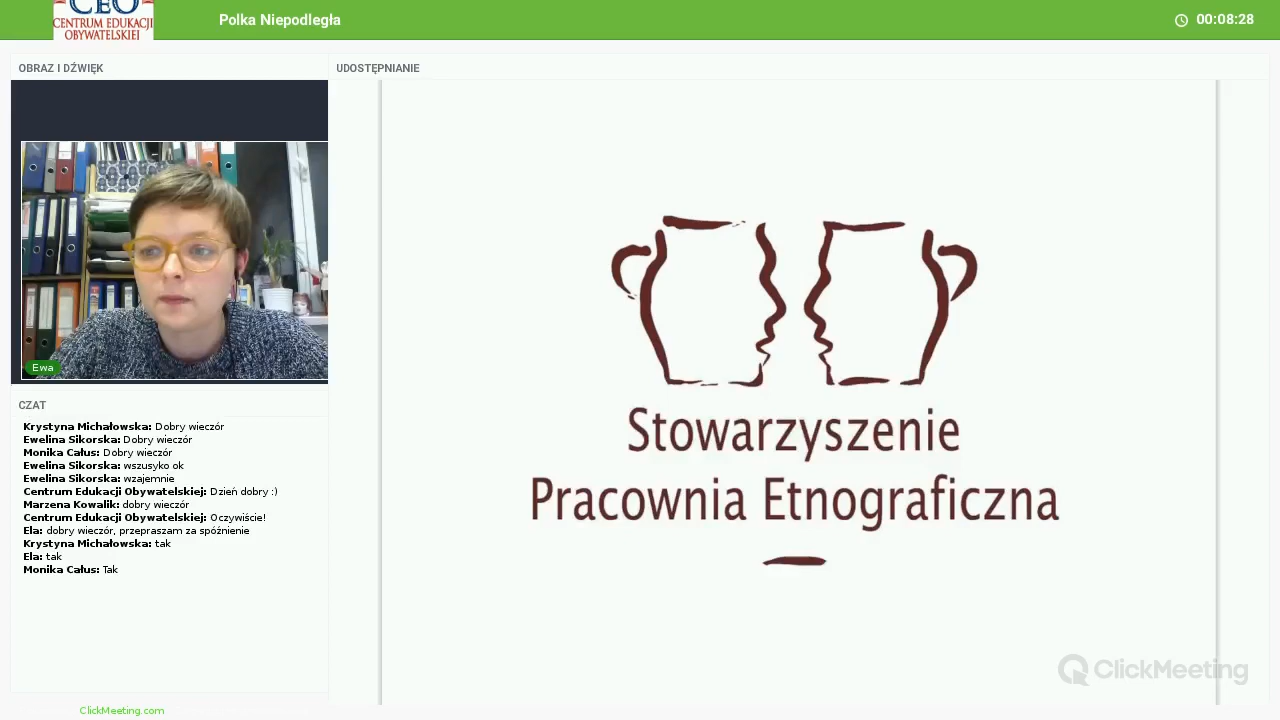 CEO
CENTRUM EDUKACJI
OBYWATELSKIEJ
Polka Niepodległa
00:08:28
OBRAZ I DŹWIĘK
UDOSTĘPNIANIE
Ewa
CZAT
Krystyna Michałowska: Dobry wieczór
Ewelina Sikorska: Dobry wieczór
Monika Całus: Dobry wieczór
Ewelina Sikorska: wszusyko ok
Ewelina Sikorska: wzajemnie
Centrum Edukacji Obywatelskiej: Dzień dobry :)
Marzena Kowalik: dobry wieczór
Centrum Edukacji Obywatelskiej: Oczywiście!
Ela: dobry wieczór, przepraszam za spóźnienie
Krystyna Michałowska: tak
Ela: tak
Monika Całus: Tak
Stowarzyszenie
Pracownia Etnograficzna
ClickMeeting
ClickMeeting.com